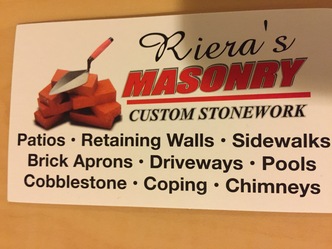 Riera's
MASONRY
CUSTOM STONEWORK
Patios • Retaining Walls • Sidewalks
Brick Aprons • Driveways • Pools
Cobblestone • Coping • Chimneys